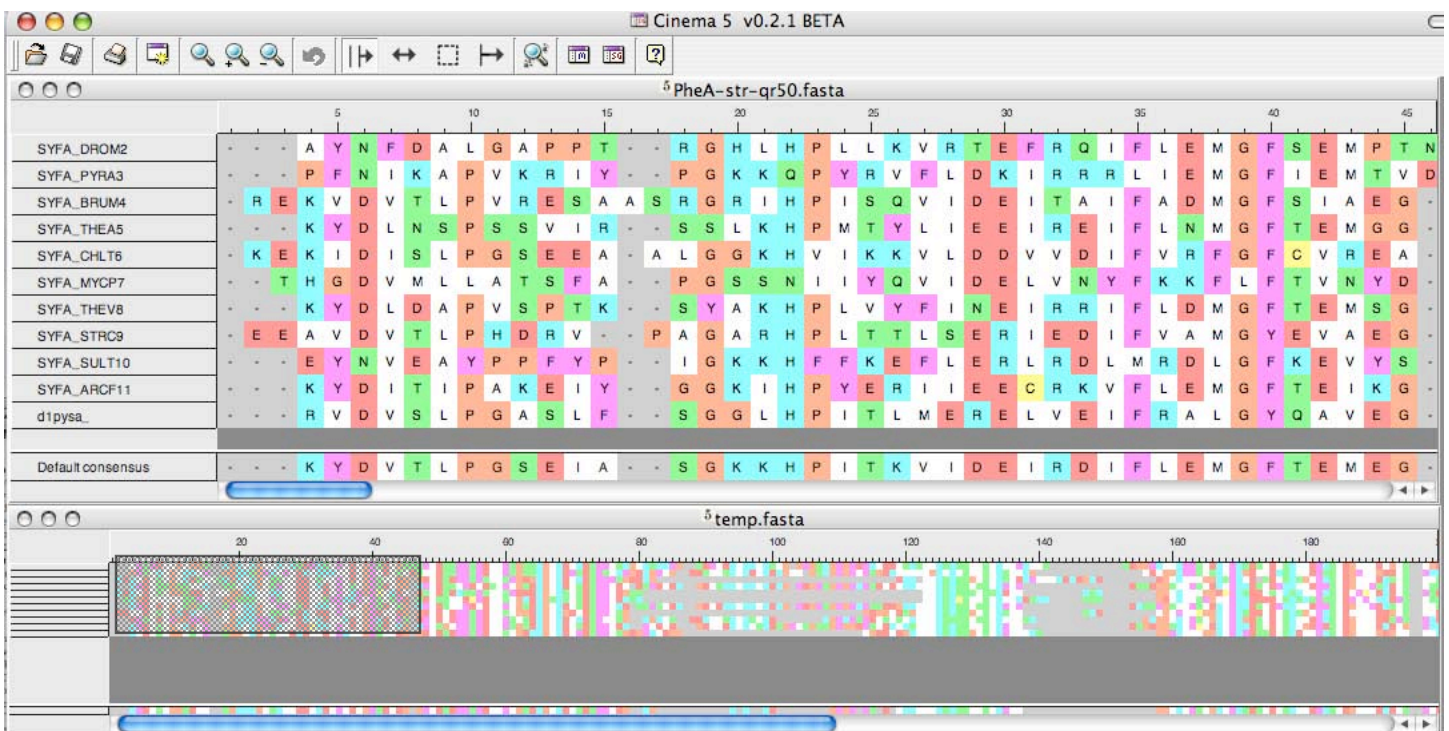 Cinema 5 v0.2.1 BETA
5 PheA-str-qr50.fasta
5 10 15 20 25 30 35 40 45
SYFA_DROM2 - - - A Y N F D A L G A P P T - - R G H L H P L L K V R T E F R Q I F L E M G F S E M P T N
SYFA_PYRA3 - - - P F N I K A P V K R I Y - - P G K K Q P Y R V F L D K I R R R L I E M G F I E M T V D
SYFA_BRUM4 - R E K V D V T L P V R E S A A S R G R I H P I S Q V I D E I T A I F A D M G F S I A E G -
SYFA_THEA5 - - - K Y D L N S P S S V I R - - S S L K H P M T Y L I E E I R E I F L N M G F T E M G G -
SYFA_CHLT6 - K E K I D I S L P G S E E A - A L G G K H V I K K V L D D V V D I F V R F G F C V R E A -
SYFA_MYCP7 - - T H G D V M L L A T S F A - - P G S S N I I Y Q V I D E L V N Y F K K F L F T V N Y D -
SYFA_THEV8 - - - K Y D L D A P V S P T K - - S Y A K H P L V Y F I N E I R R I F L D M G F T E M S G -
SYFA_STRC9 - E E A V D V T L P H D R V - - P A G A R H P L T T L S E R I E D I F V A M G Y E V A E G -
SYFA_SULT10 - - - E Y N V E A Y P P F Y P - - I G K K H F F K E F L E R L R D L M R D L G F K E V Y S -
SYFA_ARCF11 - - - K Y D I T I P A K E I Y - - G G K I H P Y E R I I E E C R K V F L E M G F T E I K G -
d1pysa_ - - - R V D V S L P G A S L F - - S G G L H P I T L M E R E L V E I F R A L G Y Q A V E G -
Default consensus - - - K Y D V T L P G S E I A - - S G K K H P I T K V I D E I R D I F L E M G F T E M E G -
5 temp.fasta
20 40 60 80 100 120 140 160 180